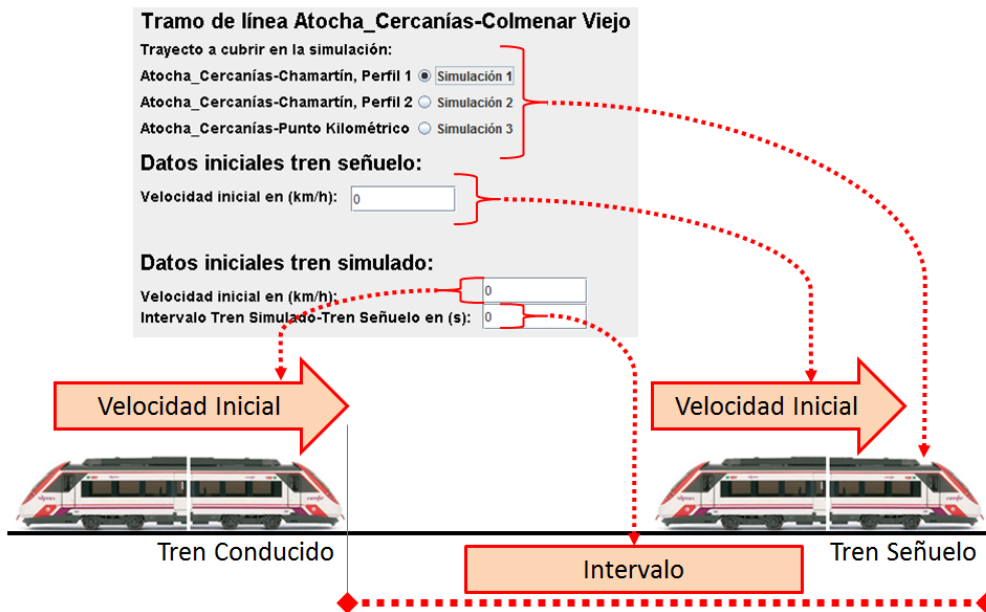 Tramo de línea Atocha_Cercanías-Colmenar Viejo
Trayecto a cubrir en la simulación:
Atocha_Cercanías-Chamartín, Perfil 1 Simulación 1
Atocha_Cercanías-Chamartín, Perfil 2 Simulación 2
Atocha_Cercanías-Punto Kilométrico Simulación 3
Datos iniciales tren señuelo:
Velocidad inicial en (km/h): 0
Datos iniciales tren simulado:
Velocidad inicial en (km/h): 0
Intervalo Tren Simulado-Tren Señuelo en (s): 0
Velocidad Inicial
Velocidad Inicial
Tren Conducido
Tren Señuelo
Intervalo